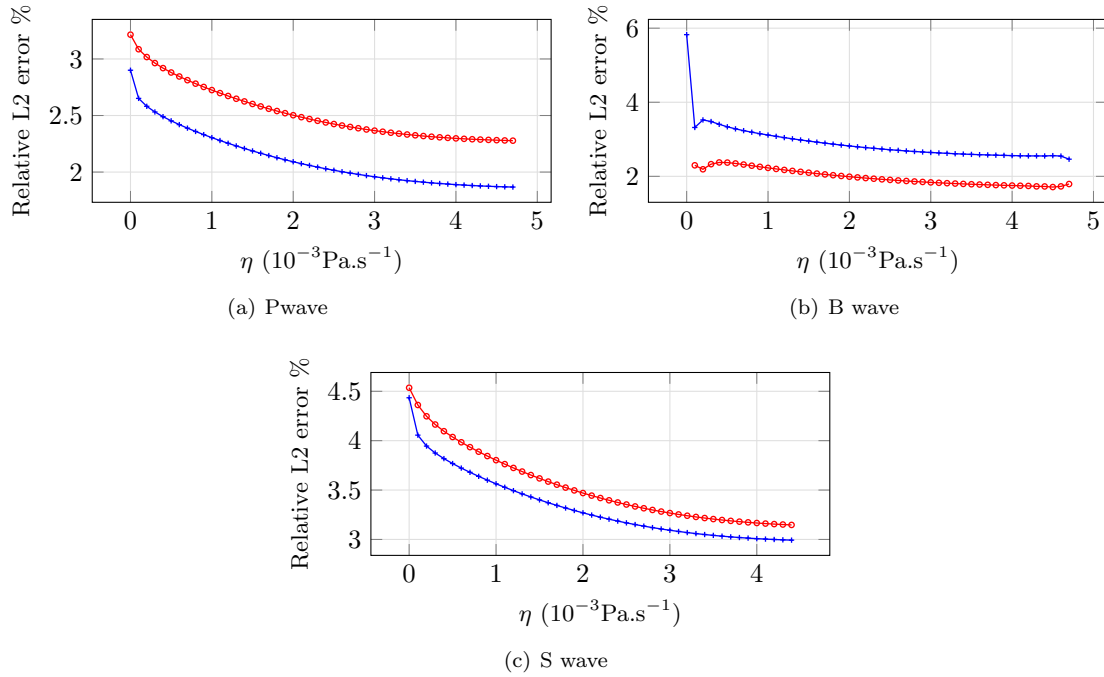 Relative L2 error %
3
2.5
2
0 1 2 3 4 5
η (10⁻³Pa.s⁻¹)
(a) Pwave
Relative L2 error %
6
4
2
0 1 2 3 4 5
η (10⁻³Pa.s⁻¹)
(b) B wave
Relative L2 error %
4.5
4
3.5
3
0 1 2 3 4
η (10⁻³Pa.s⁻¹)
(c) S wave